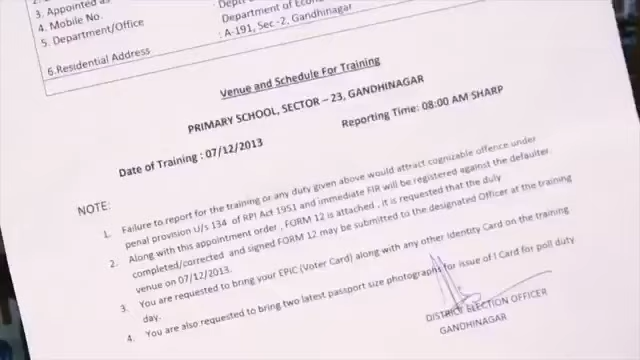 3. Appointed as
4. Mobile No.
5. Department/Office
Department of Econo
: A-191, Sec.-2, Gandhinagar
6.Residential Address
Venue and Schedule For Training
PRIMARY SCHOOL, SECTOR – 23, GANDHINAGAR
Date of Training : 07/12/2013
Reporting Time: 08:00 AM SHARP
NOTE:
1. Failure to report for the training or any duty given above would attract cognizable offence under
penal provision U/s 134 of RPI Act 1951 and immediate FIR will be registered against the defaulter.
2. Along with this appointment order , FORM 12 is attached , it is requested that the duly
completed/corrected and signed FORM 12 may be submitted to the designated Officer at the training
venue on 07/12/2013.
3. You are requested to bring your EPIC (Voter Card) along with any other Identity Card on the training
day.
4. You are also requested to bring two latest passport size photographs for issue of I Card for poll duty
DISTRICT ELECTION OFFICER
GANDHINAGAR